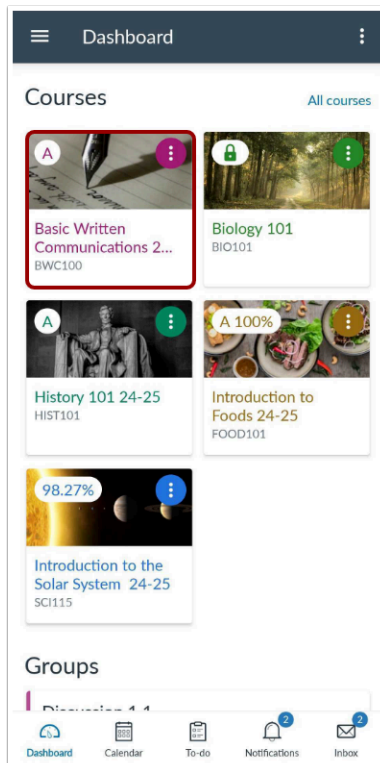 Dashboard
Courses
All courses
A
Basic Written
Communications 2...
BWC100
Biology 101
BIO101
A
History 101 24-25
HIST101
A 100%
Introduction to
Foods 24-25
FOOD101
98.27%
Introduction to the
Solar System 24-25
SCI115
Groups
Discussion 1.1
2
2
Dashboard
Calendar
To-do
Notifications
Inbox